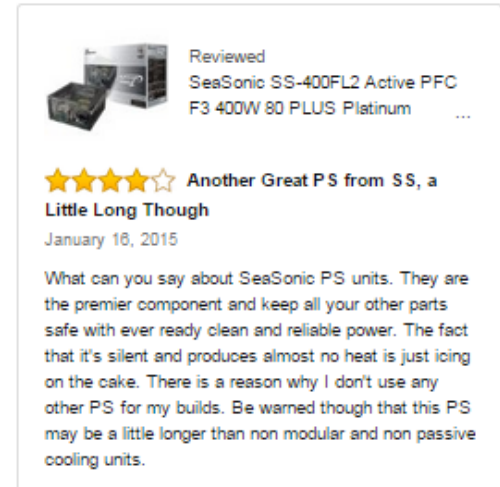 Reviewed
SeaSonic SS-400FL2 Active PFC
F3 400W 80 PLUS Platinum ...
Another Great PS from SS, a
Little Long Though
January 16, 2015
What can you say about SeaSonic PS units. They are
the premier component and keep all your other parts
safe with ever ready clean and reliable power. The fact
that it's silent and produces almost no heat is just icing
on the cake. There is a reason why I don't use any
other PS for my builds. Be warned though that this PS
may be a little longer than non modular and non passive
cooling units.